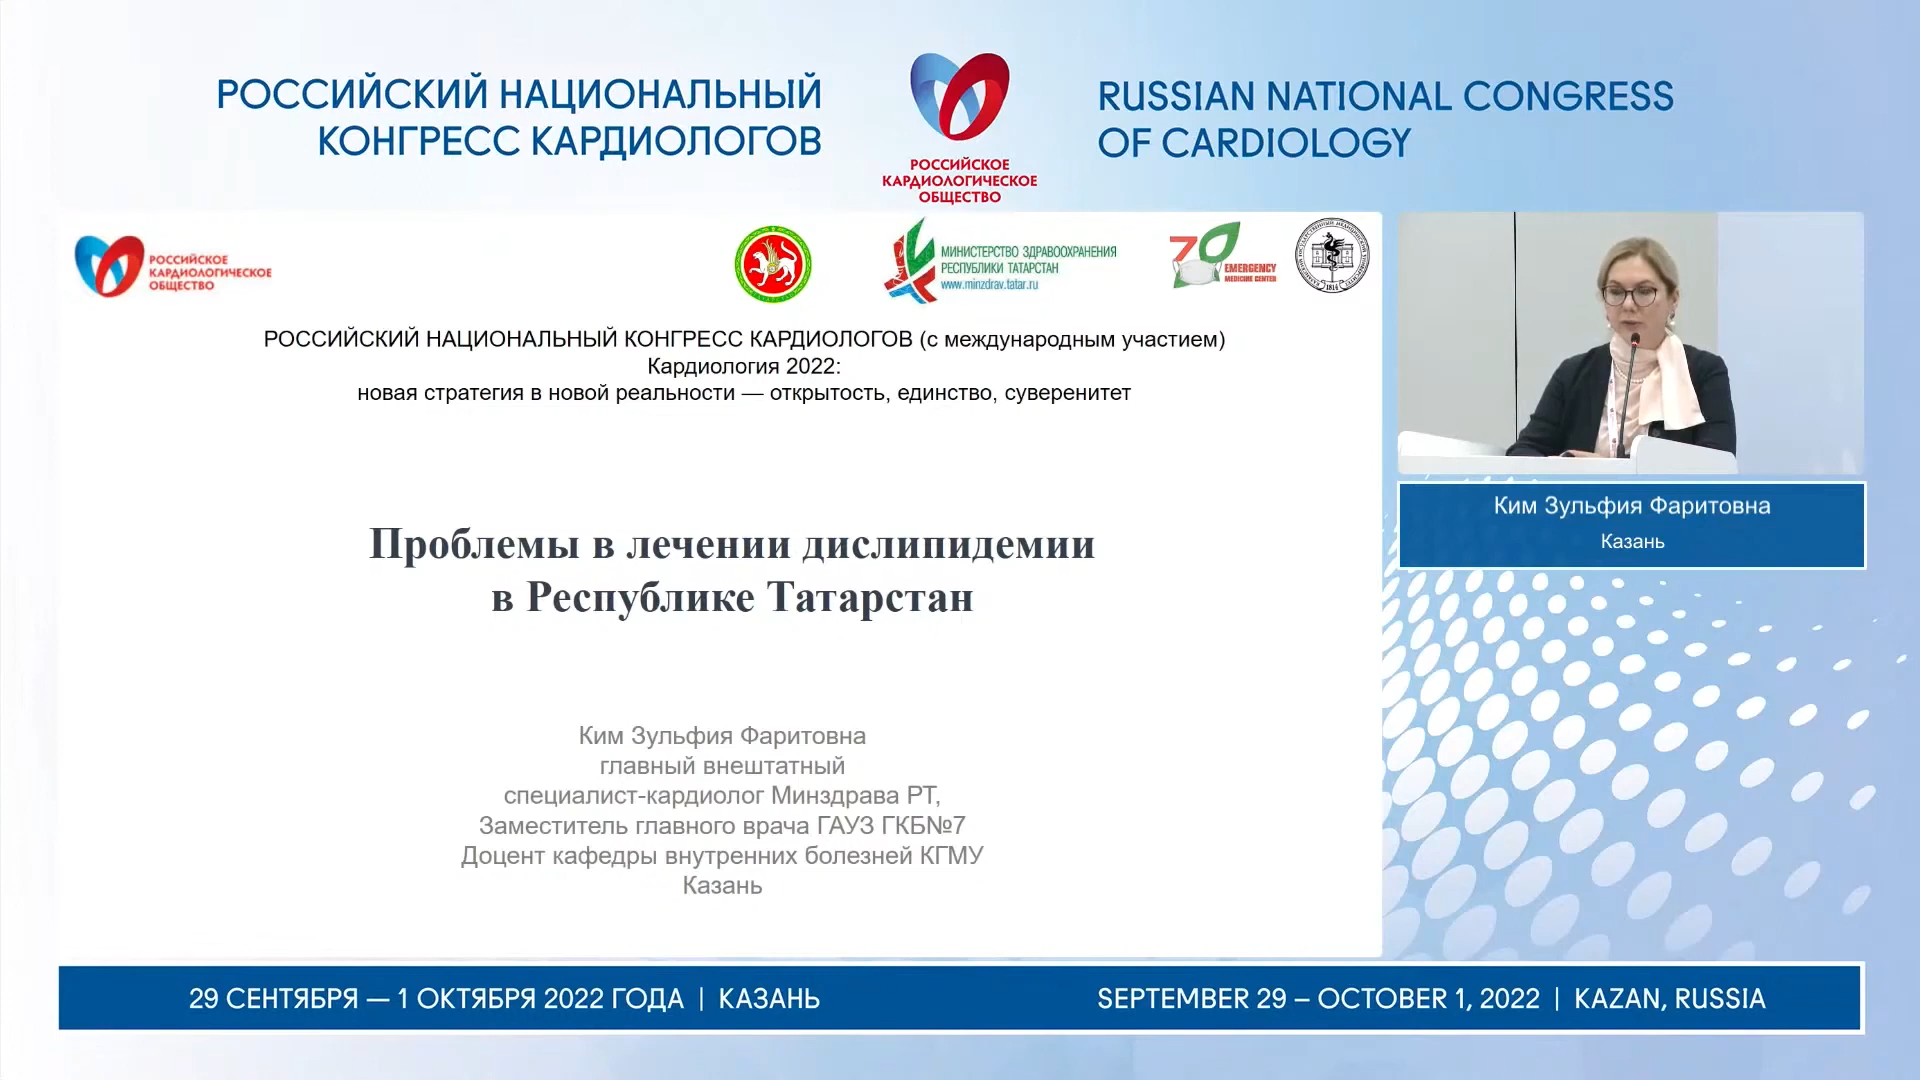 РОССИЙСКИЙ НАЦИОНАЛЬНЫЙ
КОНГРЕСС КАРДИОЛОГОВ
РОССИЙСКОЕ
КАРДИОЛОГИЧЕСКОЕ
ОБЩЕСТВО
RUSSIAN NATIONAL CONGRESS
OF CARDIOLOGY
РОССИЙСКОЕ
КАРДИОЛОГИЧЕСКОЕ
ОБЩЕСТВО
МИНИСТЕРСТВО ЗДРАВООХРАНЕНИЯ
РЕСПУБЛИКИ ТАТАРСТАН
www.minzdrav.tatar.ru
70
EMERGENCY
MEDICINE CENTER
1814
РОССИЙСКИЙ НАЦИОНАЛЬНЫЙ КОНГРЕСС КАРДИОЛОГОВ (с международным участием)
Кардиология 2022:
новая стратегия в новой реальности — открытость, единство, суверенитет
Проблемы в лечении дислипидемии
в Республике Татарстан
Ким Зульфия Фаритовна
главный внештатный
специалист-кардиолог Минздрава РТ,
Заместитель главного врача ГАУЗ ГКБ№7
Доцент кафедры внутренних болезней КГМУ
Казань
Ким Зульфия Фаритовна
Казань
29 СЕНТЯБРЯ — 1 ОКТЯБРЯ 2022 ГОДА | КАЗАНЬ
SEPTEMBER 29 – OCTOBER 1, 2022 | KAZAN, RUSSIA